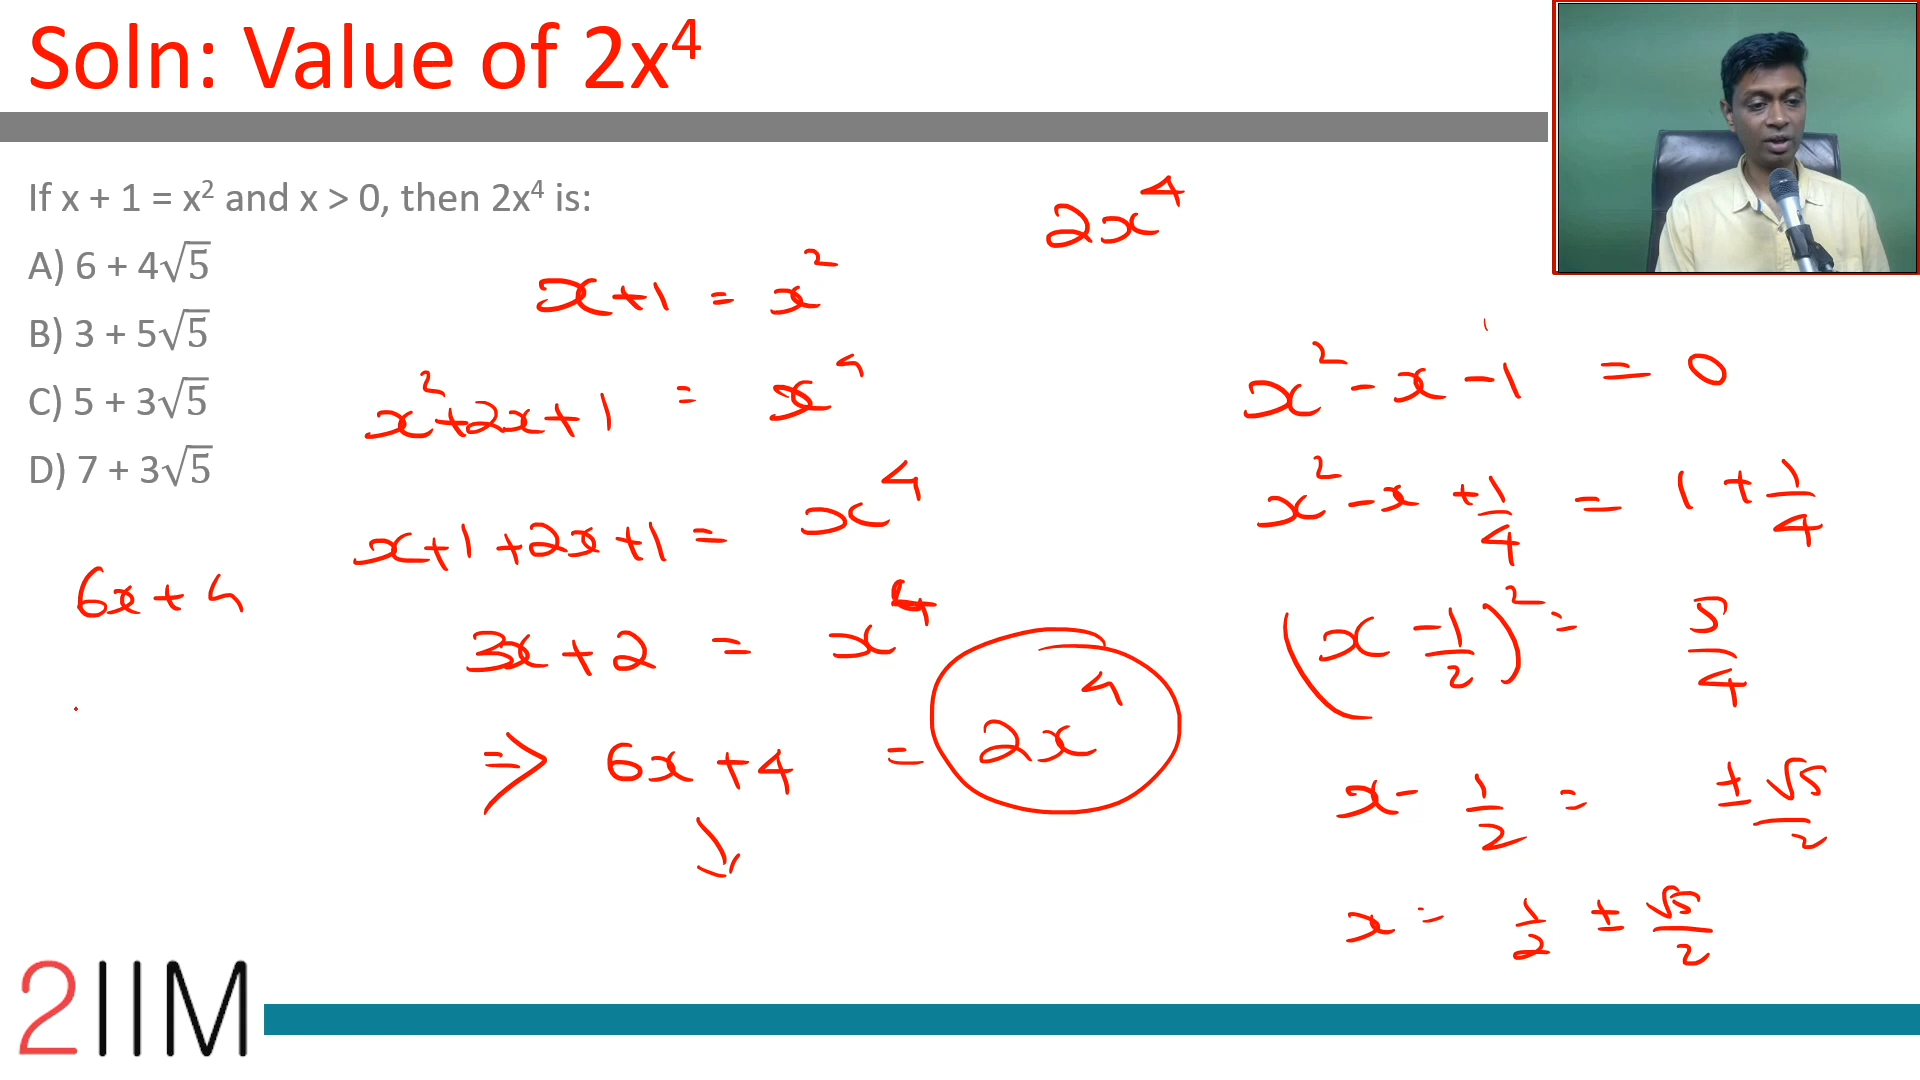 Soln: Value of 2x⁴
If x + 1 = x² and x > 0, then 2x⁴ is:
A) 6 + 4√5
B) 3 + 5√5
C) 5 + 3√5
D) 7 + 3√5
2x⁴
x+1 = x²
x²+2x+1 = x⁴
x+1+2x+1 = x⁴
3x+2 = x⁴
⇒ 6x+4 = 2x⁴
6x+4
x²-x-1 = 0
x²-x+1/4 = 1+1/4
(x-1/2)² = 5/4
x-1/2 = ±√5/2
x= 1/2 ± √5/2
2IIM